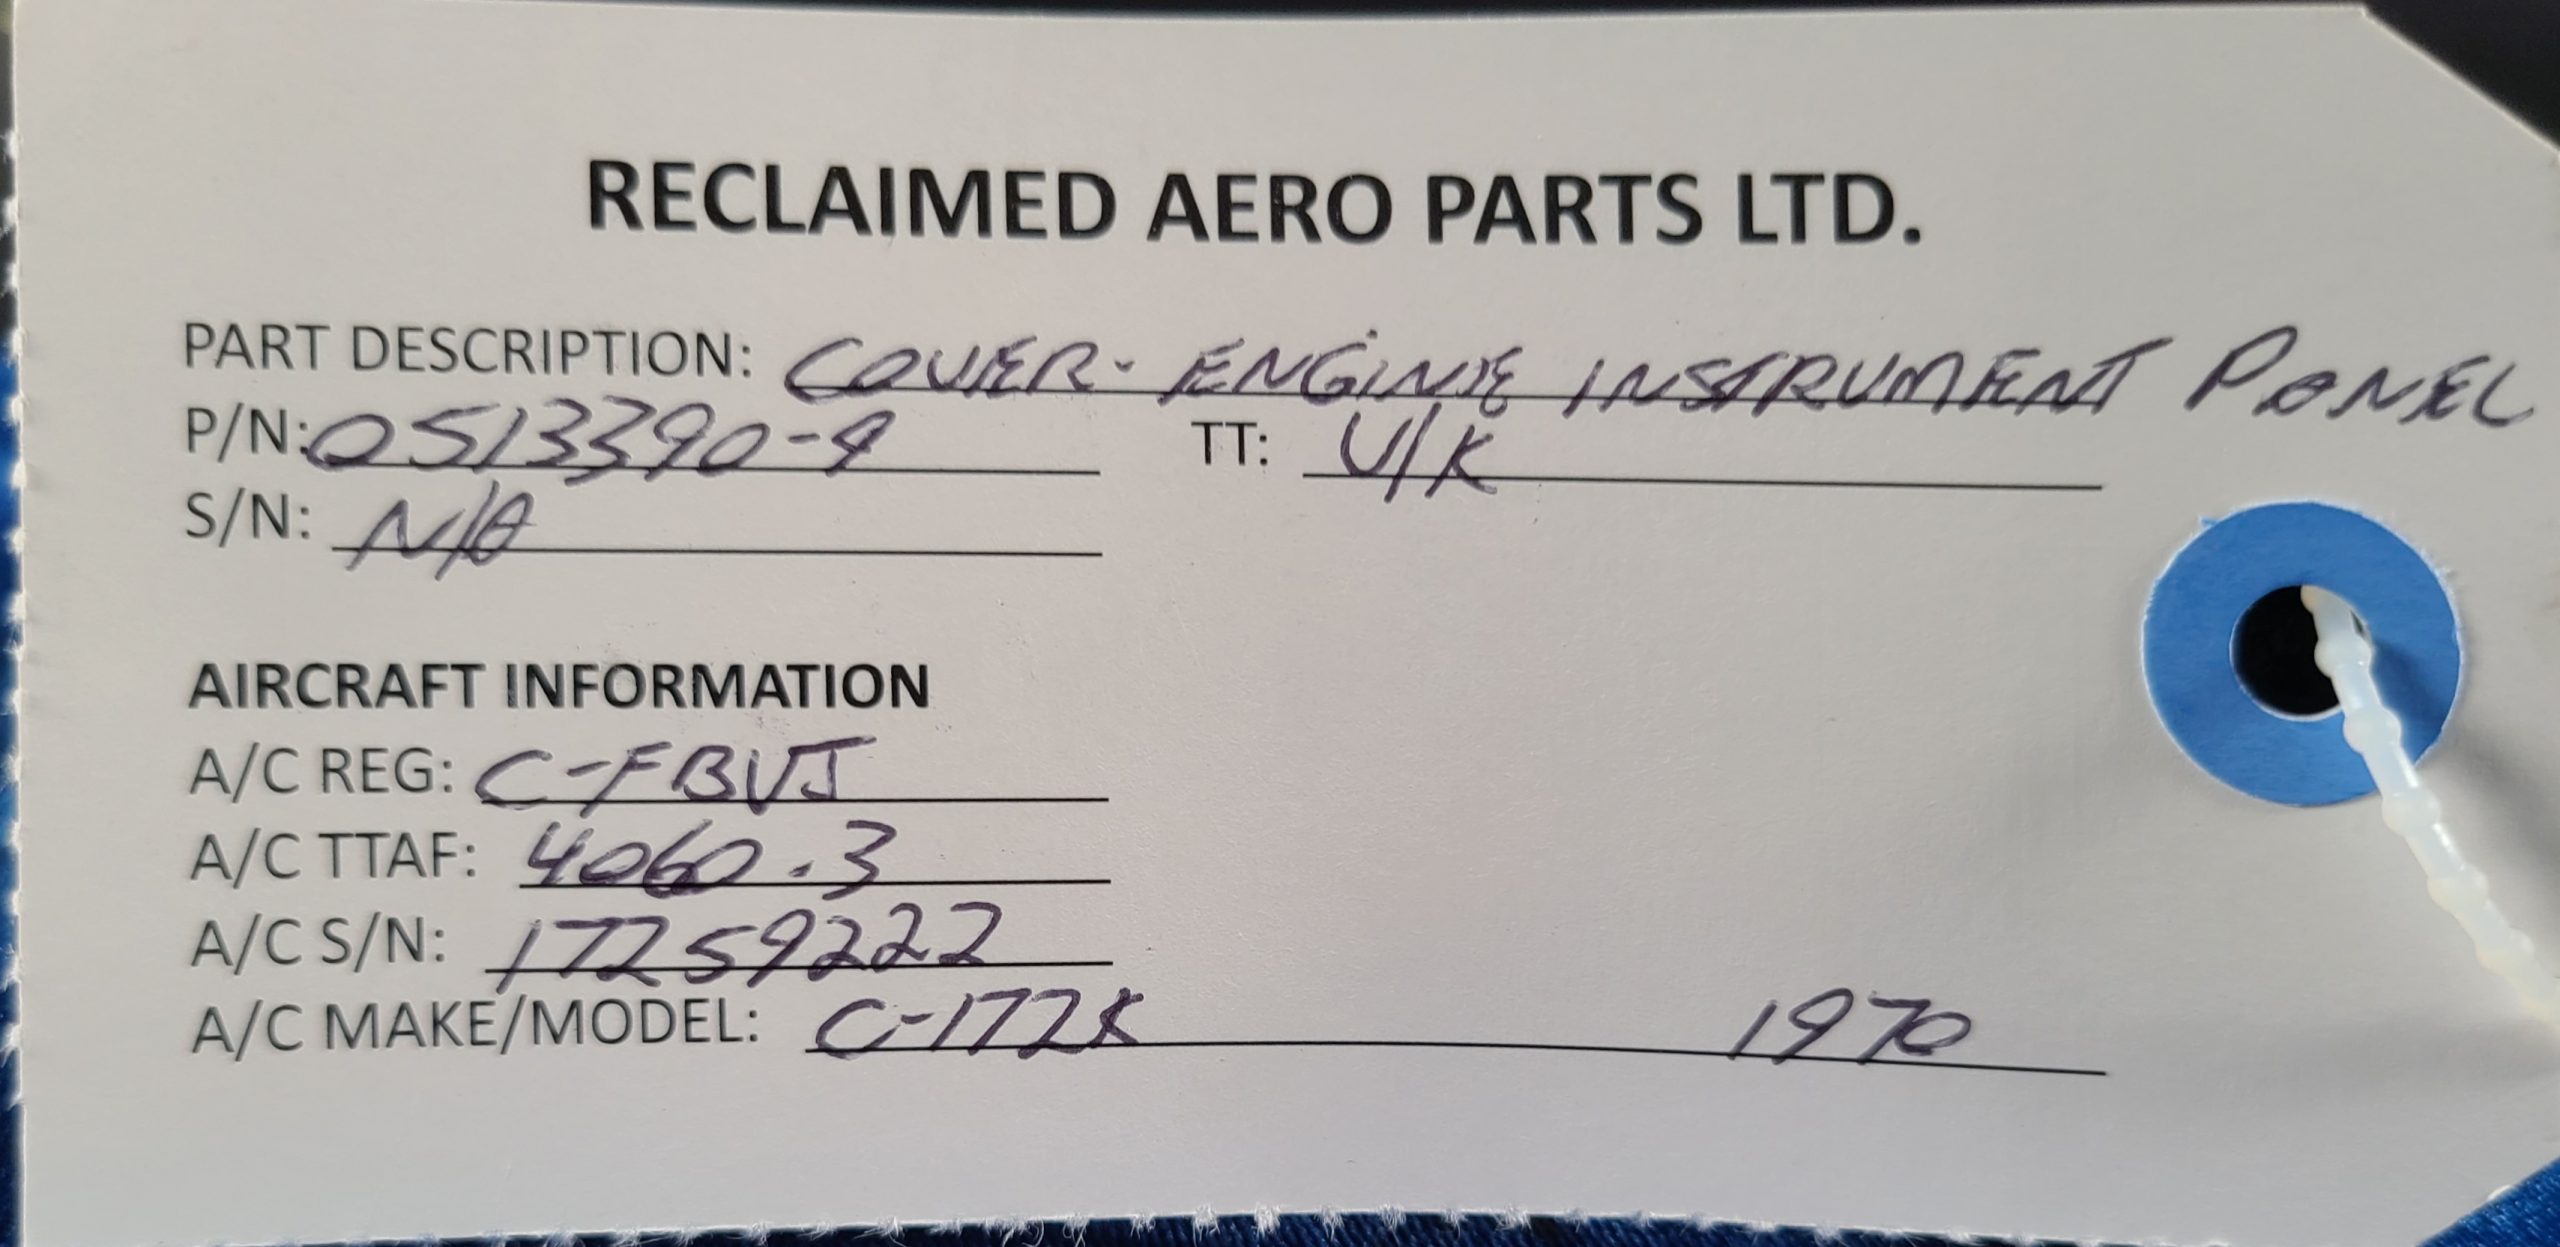 RECLAIMED AERO PARTS LTD.
PART DESCRIPTION: COVER- ENGINE INSTRUMENT PANEL
P/N: 0513390-9 TT: U/K
S/N: N/A
AIRCRAFT INFORMATION
A/C REG: C-FBVJ
A/C TTAF: 4060.3
A/C S/N: 17259222
A/C MAKE/MODEL: C-172K 1970